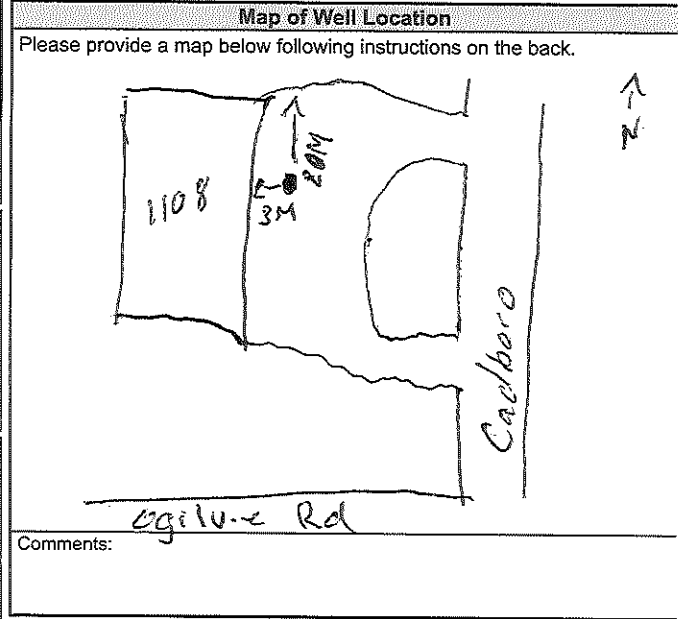 Map of Well Location
Please provide a map below following instructions on the back.
N
20M
1108
3M
Cadboro
Ogilvie Rd
Comments: